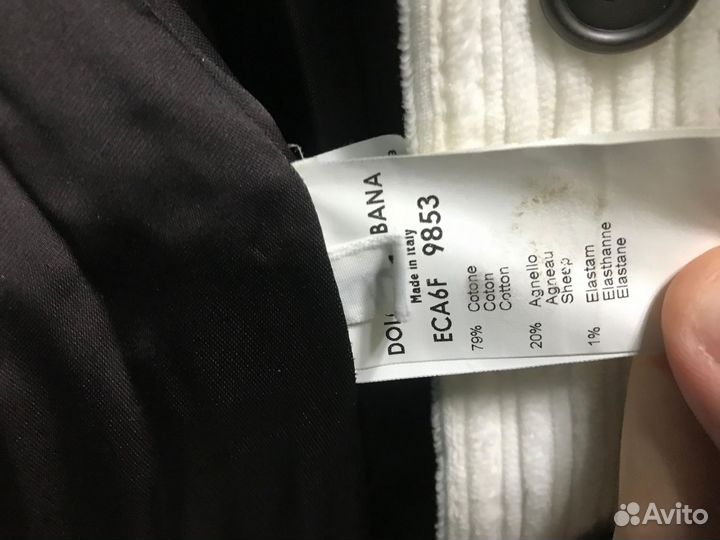 BANA
Made in Italy
ECA6F 9853
79% Cotone
Coton
Cotton
20% Agnello
Agneau
Sheep
1% Elastam
Elasthanne
Elastane
Avito